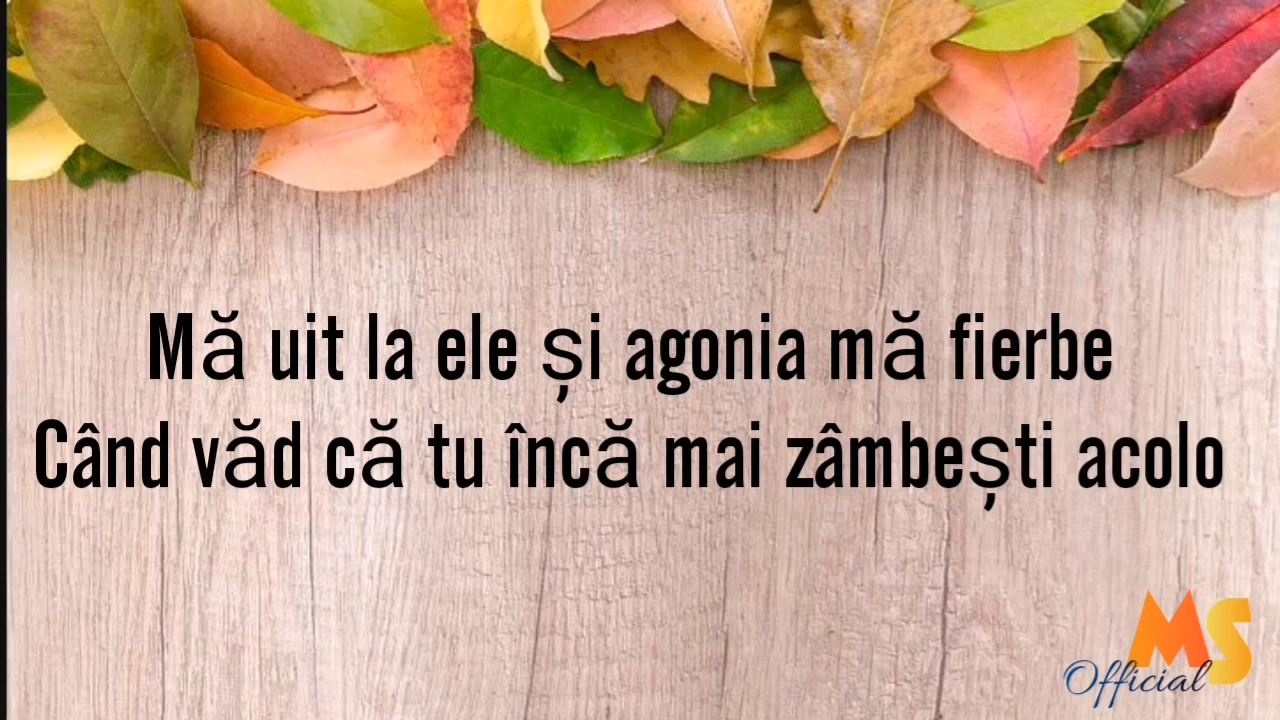 Mă uit la ele și agonia mă fierbe
Când văd că tu încă mai zâmbești acolo
MS
Official